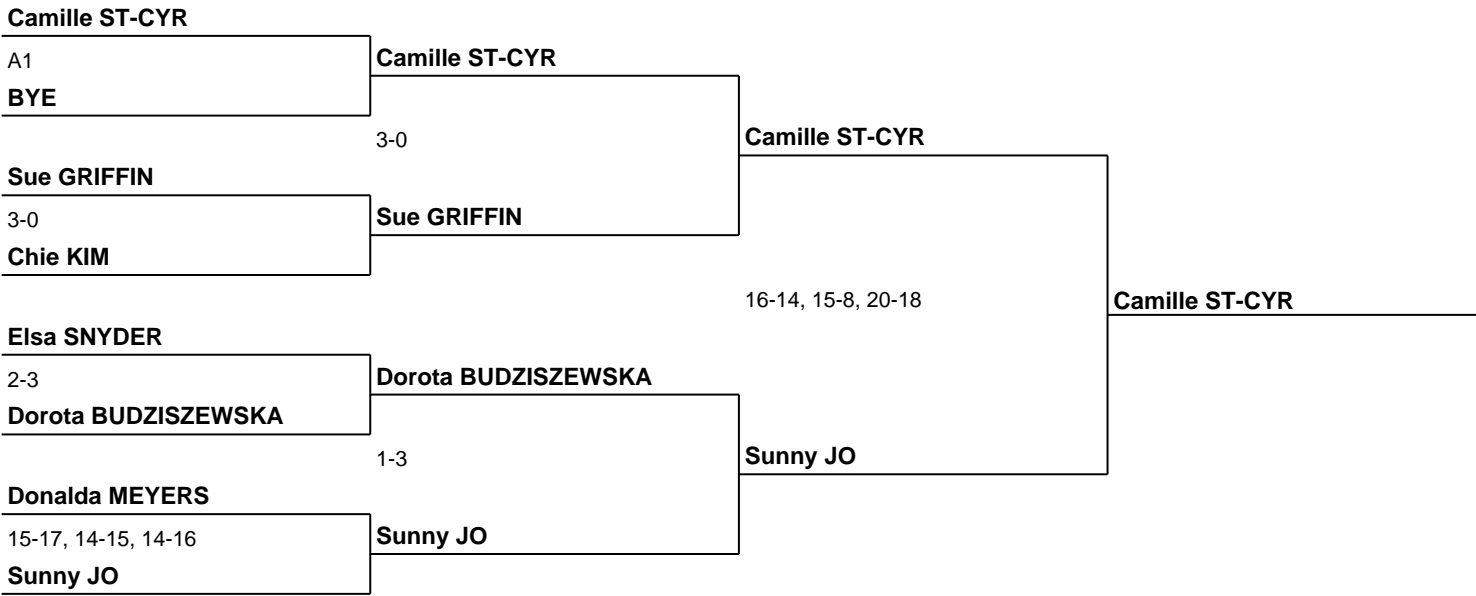 Camille ST-CYR
A1
BYE
Sue GRIFFIN
3-0
Chie KIM
Elsa SNYDER
2-3
Dorota BUDZISZEWSKA
Donalda MEYERS
15-17, 14-15, 14-16
Sunny JO
Camille ST-CYR
3-0
Sue GRIFFIN
Dorota BUDZISZEWSKA
1-3
Sunny JO
Camille ST-CYR
16-14, 15-8, 20-18
Sunny JO
Camille ST-CYR